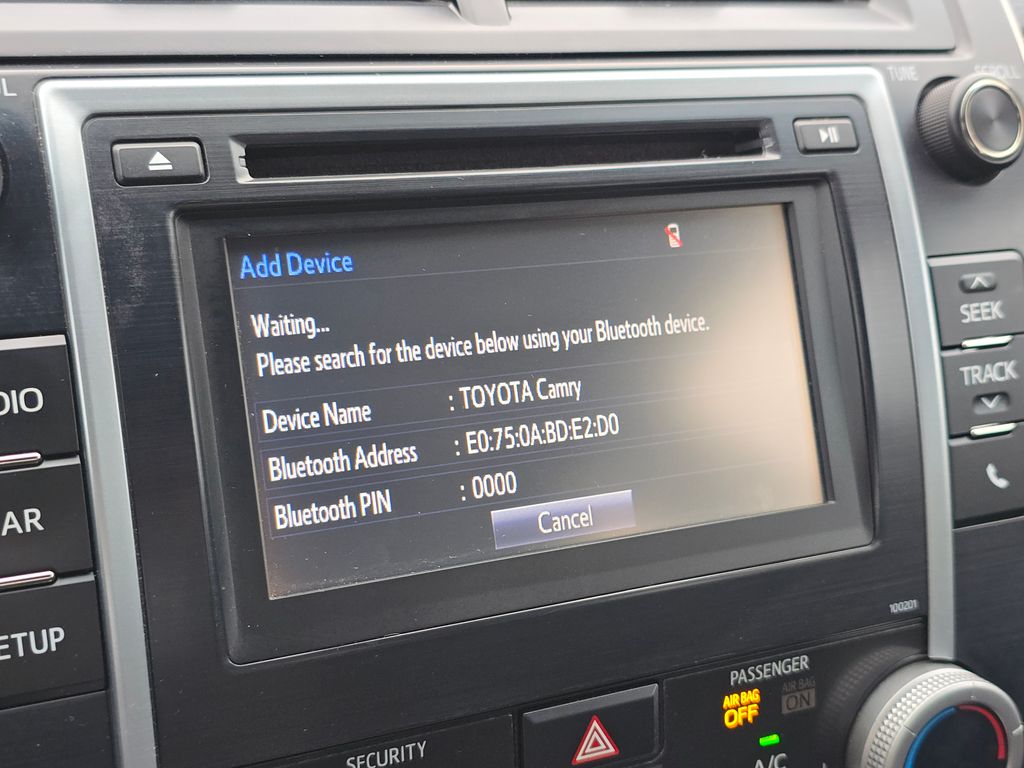 TUNE
SCROLL
Add Device
Waiting...
Please search for the device below using your Bluetooth device.
Device Name : TOYOTA Camry
Bluetooth Address : E0:75:0A:BD:E2:D0
Bluetooth PIN : 0000
Cancel
SEEK
TRACK
DIO
AR
ETUP
100201
PASSENGER
AIR BAG
OFF
AIR BAG
ON
SECURITY
A/C